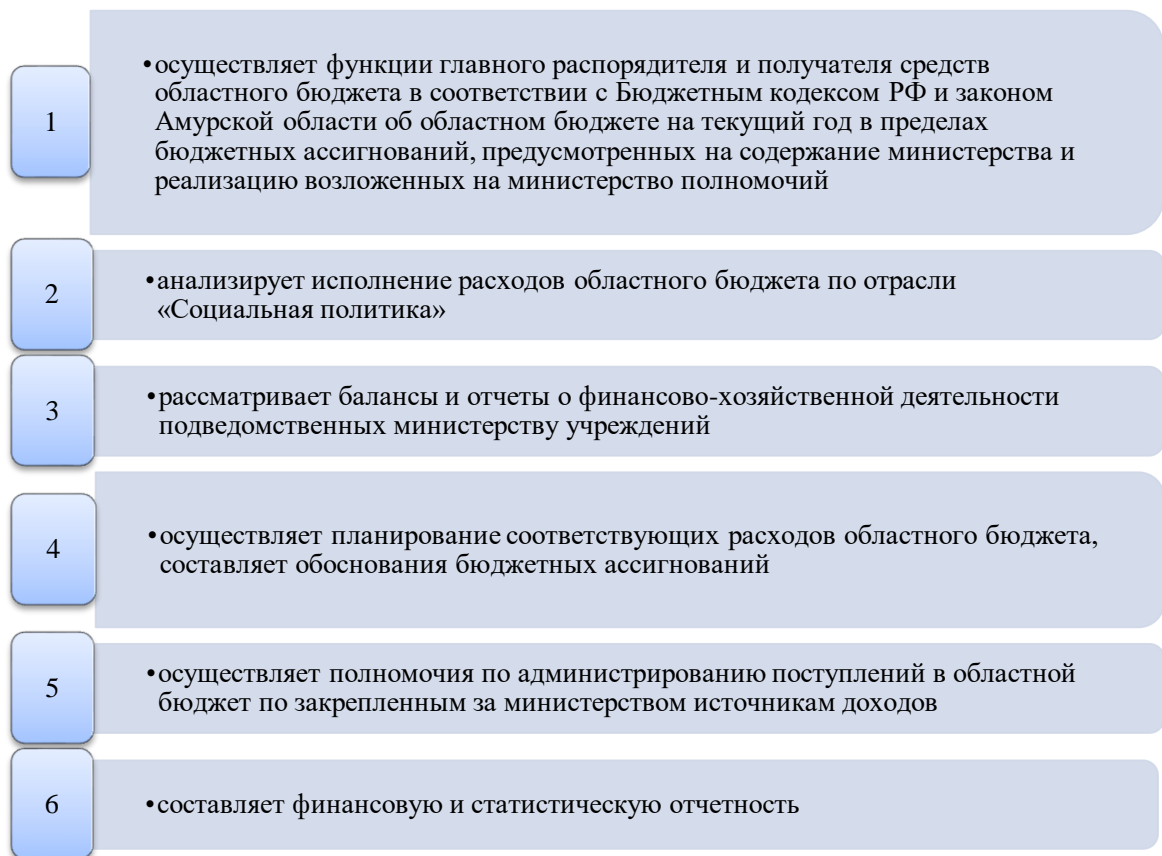 1
•осуществляет функции главного распорядителя и получателя средств
областного бюджета в соответствии с Бюджетным кодексом РФ и законом
Амурской области об областном бюджете на текущий год в пределах
бюджетных ассигнований, предусмотренных на содержание министерства и
реализацию возложенных на министерство полномочий
2
•анализирует исполнение расходов областного бюджета по отрасли
«Социальная политика»
3
•рассматривает балансы и отчеты о финансово-хозяйственной деятельности
подведомственных министерству учреждений
4
•осуществляет планирование соответствующих расходов областного бюджета,
составляет обоснования бюджетных ассигнований
5
•осуществляет полномочия по администрированию поступлений в областной
бюджет по закрепленным за министерством источникам доходов
6
•составляет финансовую и статистическую отчетность